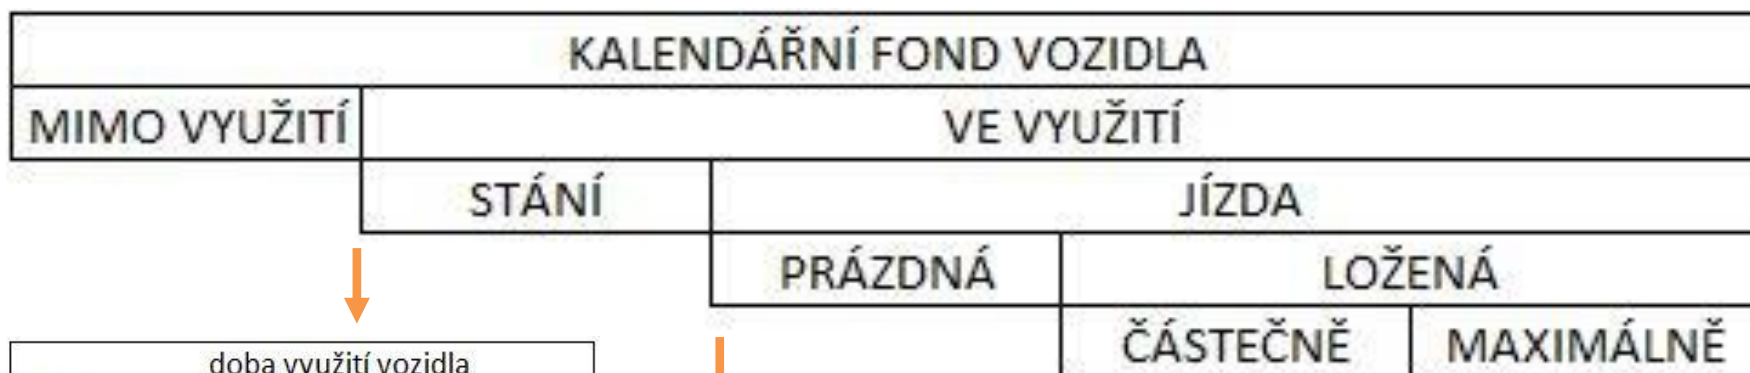 KALENDÁŘNÍ FOND VOZIDLA
MIMO VYUŽITÍ VE VYUŽITÍ
STÁNÍ JÍZDA
PRÁZDNÁ LOŽENÁ
ČÁSTEČNĚ MAXIMÁLNĚ
doba využití vozidla